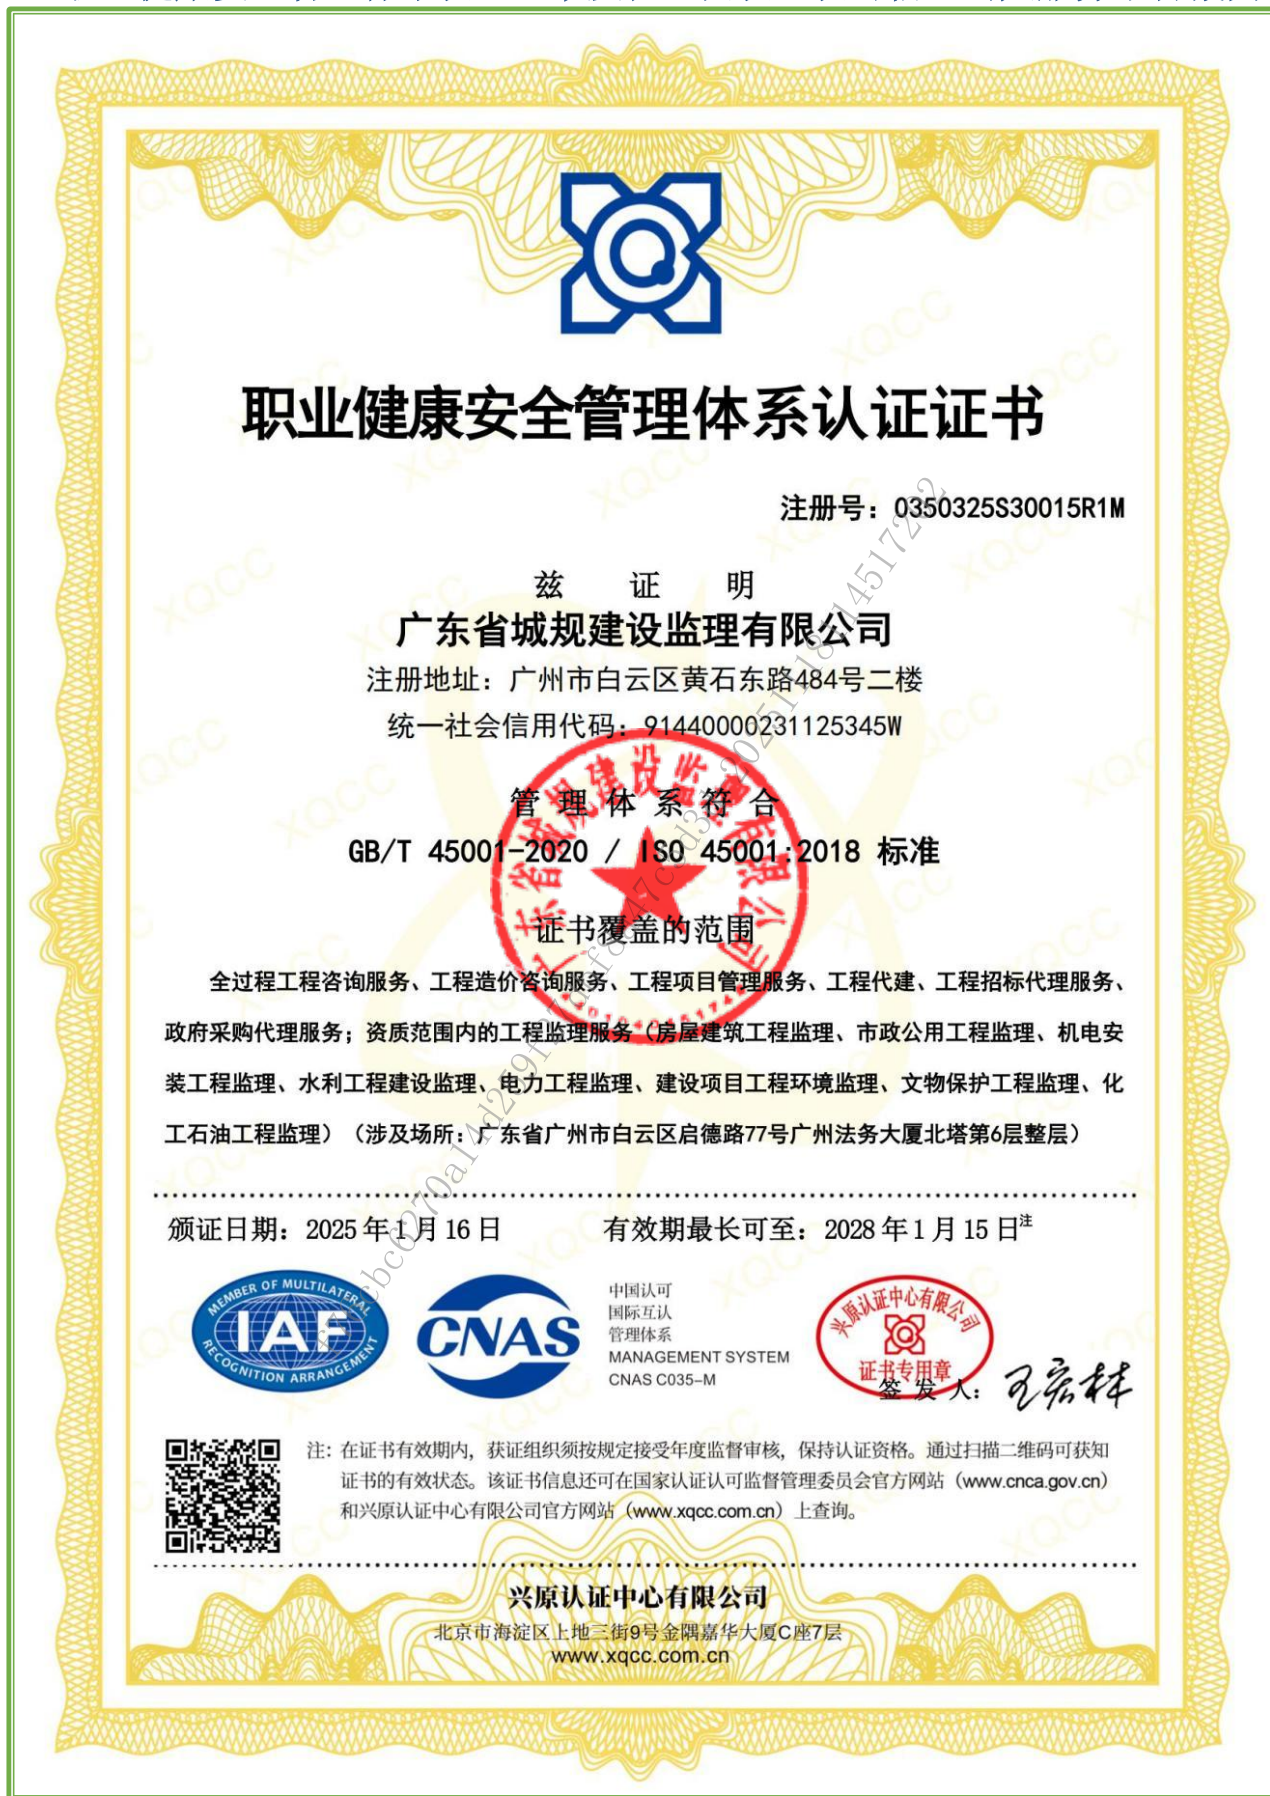 职业健康安全管理体系认证证书
注册号：0350325S30015R1M
兹 证 明
广东省城规建设监理有限公司
注册地址：广州市白云区黄石东路484号二楼
统一社会信用代码：91440000231125345W
管 理 体 系 符 合
GB/T 45001-2020 / ISO 45001:2018 标准
证书覆盖的范围
全过程工程咨询服务、工程造价咨询服务、工程项目管理服务、工程代建、工程招标代理服务、
政府采购代理服务；资质范围内的工程监理服务（房屋建筑工程监理、市政公用工程监理、机电安
装工程监理、水利工程建设监理、电力工程监理、建设项目工程环境监理、文物保护工程监理、化
工石油工程监理）（涉及场所：广东省广州市白云区启德路77号广州法务大厦北塔第6层整层）
广东省城规建设监理有限公司
颁证日期：2025年1月16日 有效期最长可至：2028年1月15日注
MEMBER OF MULTILATERAL
IAF
RECOGNITION ARRANGEMENT
CNAS
中国认可
国际互认
管理体系
MANAGEMENT SYSTEM
CNAS C035-M
兴原认证中心有限公司
证书专用章
签 发 人：
注：在证书有效期内，获证组织须按规定接受年度监督审核，保持认证资格。通过扫描二维码可获知
证书的有效状态。该证书信息还可在国家认证认可监督管理委员会官方网站（www.cnca.gov.cn）
和兴原认证中心有限公司官方网站（www.xqcc.com.cn）上查询。
兴原认证中心有限公司
北京市海淀区上地三街9号金隅嘉华大厦C座7层
www.xqcc.com.cn